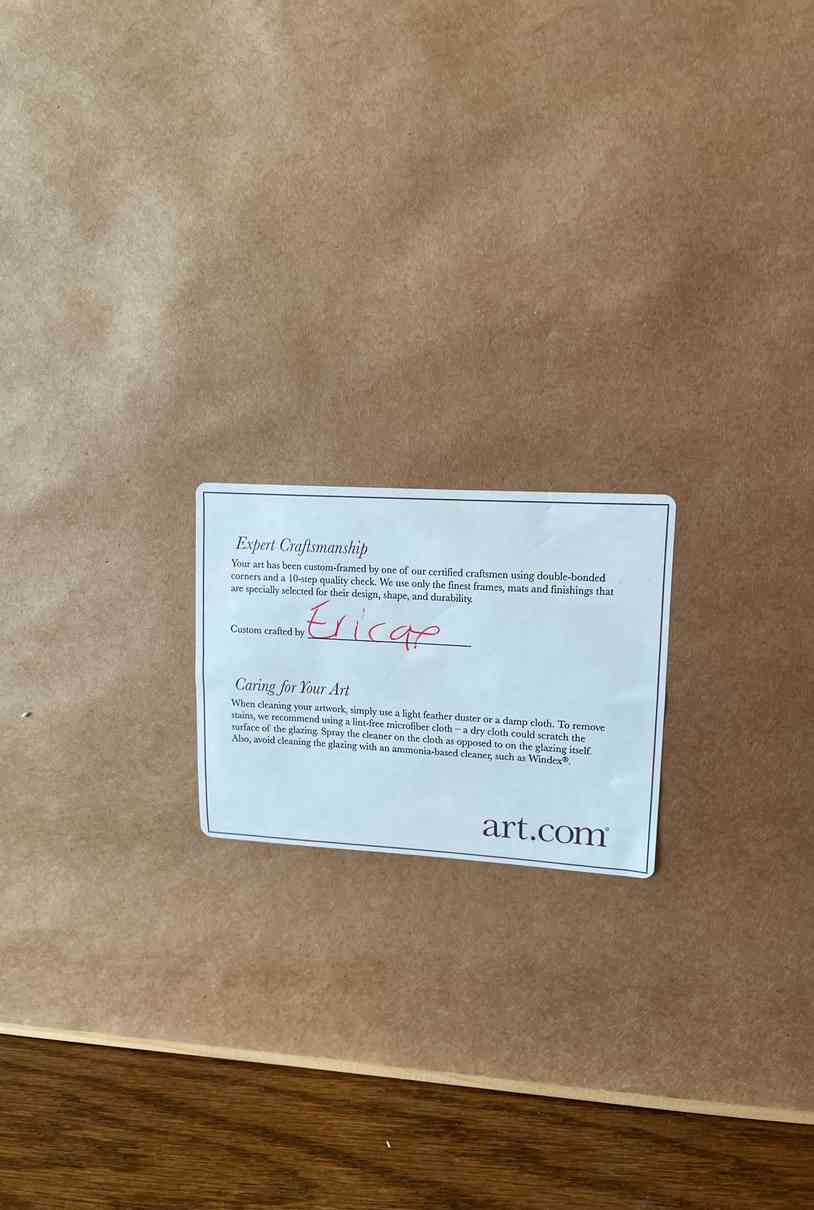 Expert Craftsmanship
Your art has been custom-framed by one of our certified craftsmen using double-bonded
corners and a 10-step quality check. We use only the finest frames, mats and finishings that
are specially selected for their design, shape, and durability.
Custom crafted by
Caring for Your Art
When cleaning your artwork, simply use a light feather duster or a damp cloth. To remove
stains, we recommend using a lint-free microfiber cloth – a dry cloth could scratch the
surface of the glazing. Spray the cleaner on the cloth as opposed to on the glazing itself.
Also, avoid cleaning the glazing with an ammonia-based cleaner, such as Windex®.
art.com®